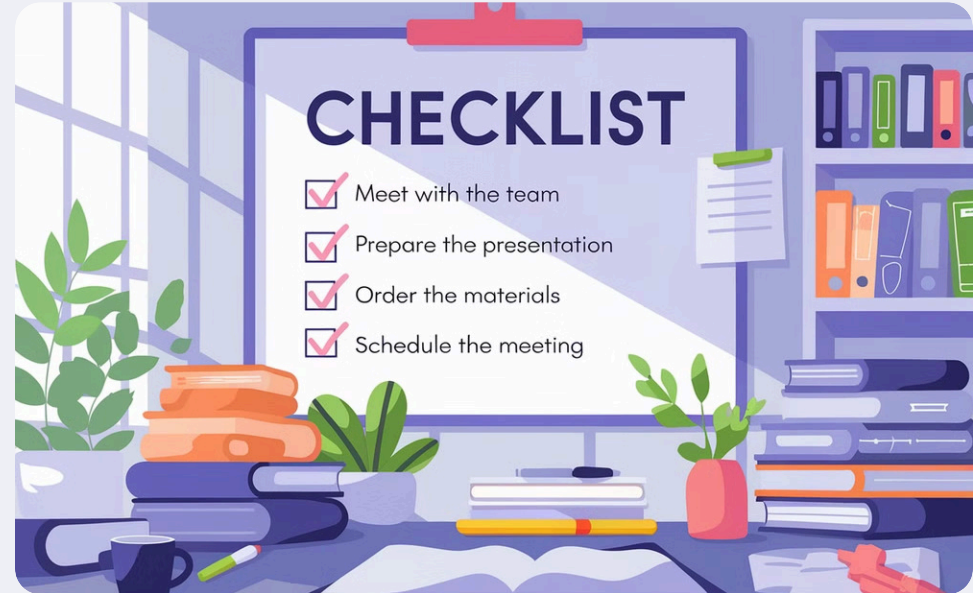 CHECKLIST
Meet with the team
Prepare the presentation
Order the materials
Schedule the meeting